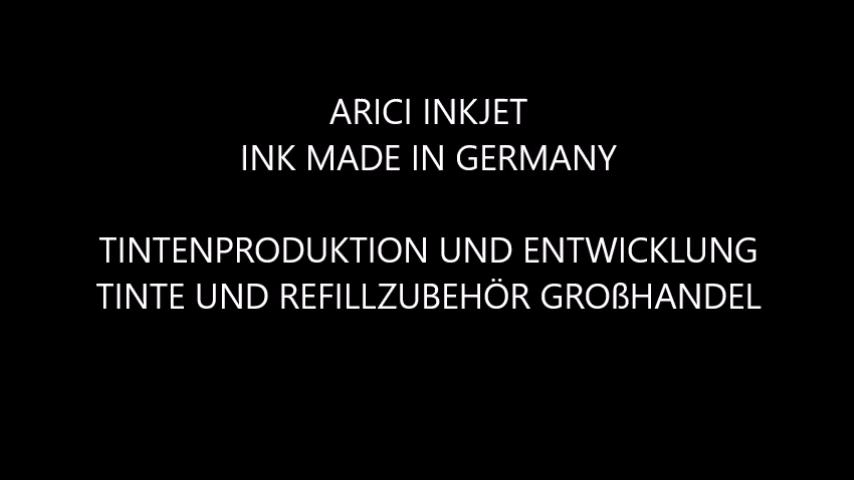 ARICI INKJET
INK MADE IN GERMANY
TINTENPRODUKTION UND ENTWICKLUNG
TINTE UND REFILLZUBEHÖR GROßHANDEL